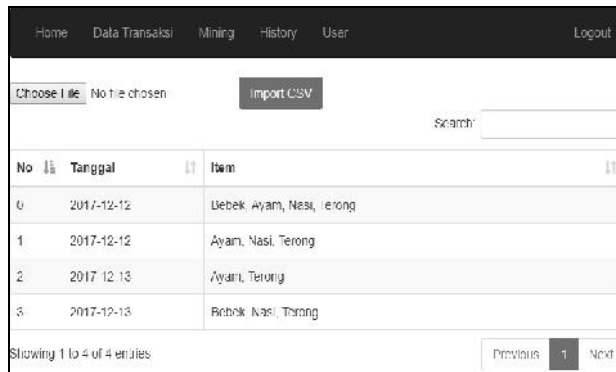 Home Data Transaksi Mining History User Logout
Choose File No file chosen Import CSV
Search:
No Tanggal Item
0 2017-12-12 Bebek, Ayam, Nasi, Terong
1 2017-12-12 Ayam, Nasi, Terong
2 2017-12-13 Ayam, Terong
3 2017-12-13 Bebek, Nasi, Terong
Showing 1 to 4 of 4 entries Previous 1 Next